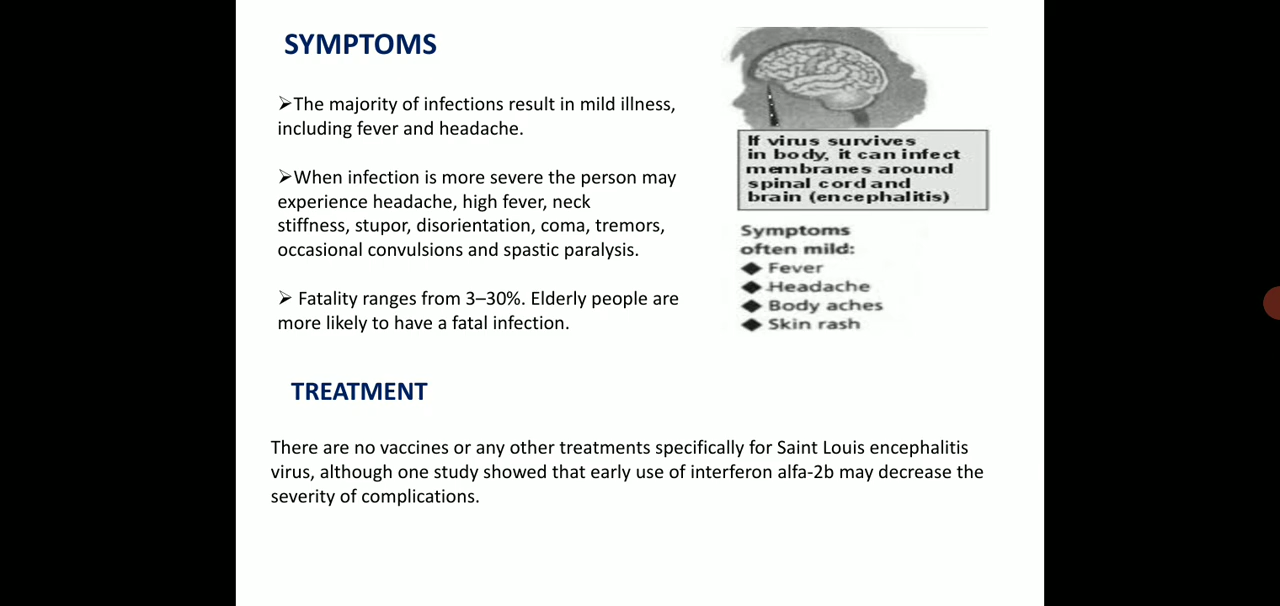 SYMPTOMS
➢The majority of infections result in mild illness,
including fever and headache.
➢When infection is more severe the person may
experience headache, high fever, neck
stiffness, stupor, disorientation, coma, tremors,
occasional convulsions and spastic paralysis.
➢ Fatality ranges from 3–30%. Elderly people are
more likely to have a fatal infection.
If virus survives
in body, it can infect
membranes around
spinal cord and
brain (encephalitis)
Symptoms
often mild:
◆ Fever
◆ Headache
◆ Body aches
◆ Skin rash
TREATMENT
There are no vaccines or any other treatments specifically for Saint Louis encephalitis
virus, although one study showed that early use of interferon alfa-2b may decrease the
severity of complications.